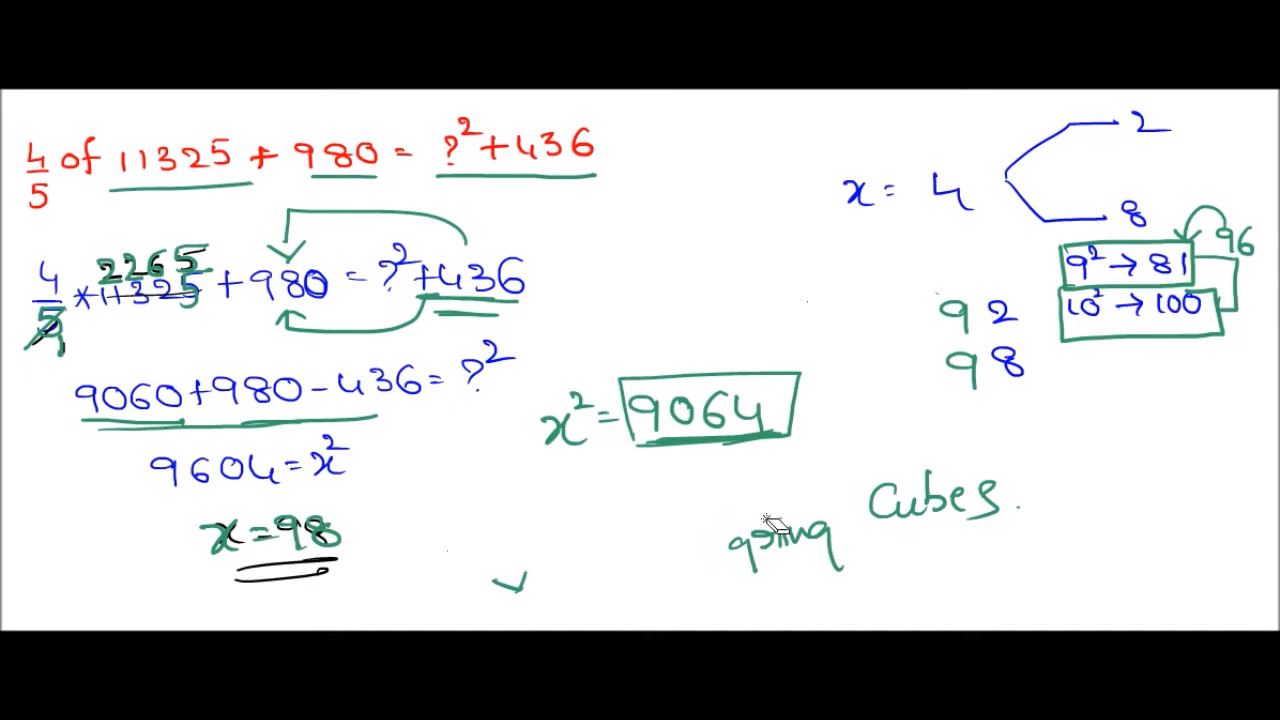 4/5 of 11325 + 980 = ?² + 436
4/5 * 11325 + 980 = ?² + 436
2265
1
9060 + 980 - 436 = ?²
9604 = x²
x = 98
x² = 9064
x = 4
2
8
96
9² → 81
10² → 100
92
98
Cubes.